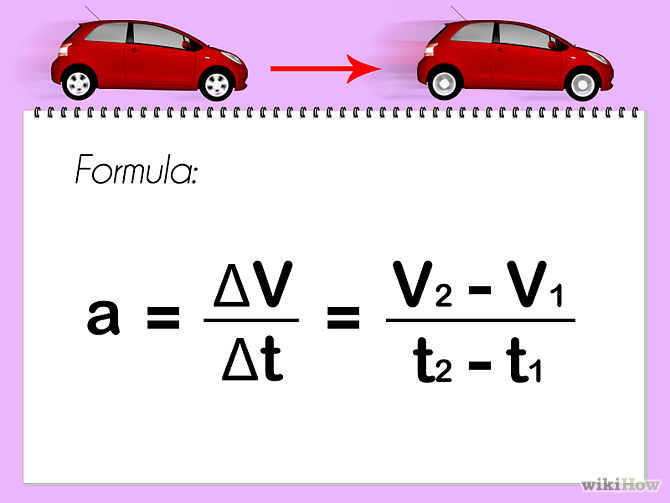 Formula:
a = ΔV / Δt = V₂ - V₁ / t₂ - t₁
wikiHow